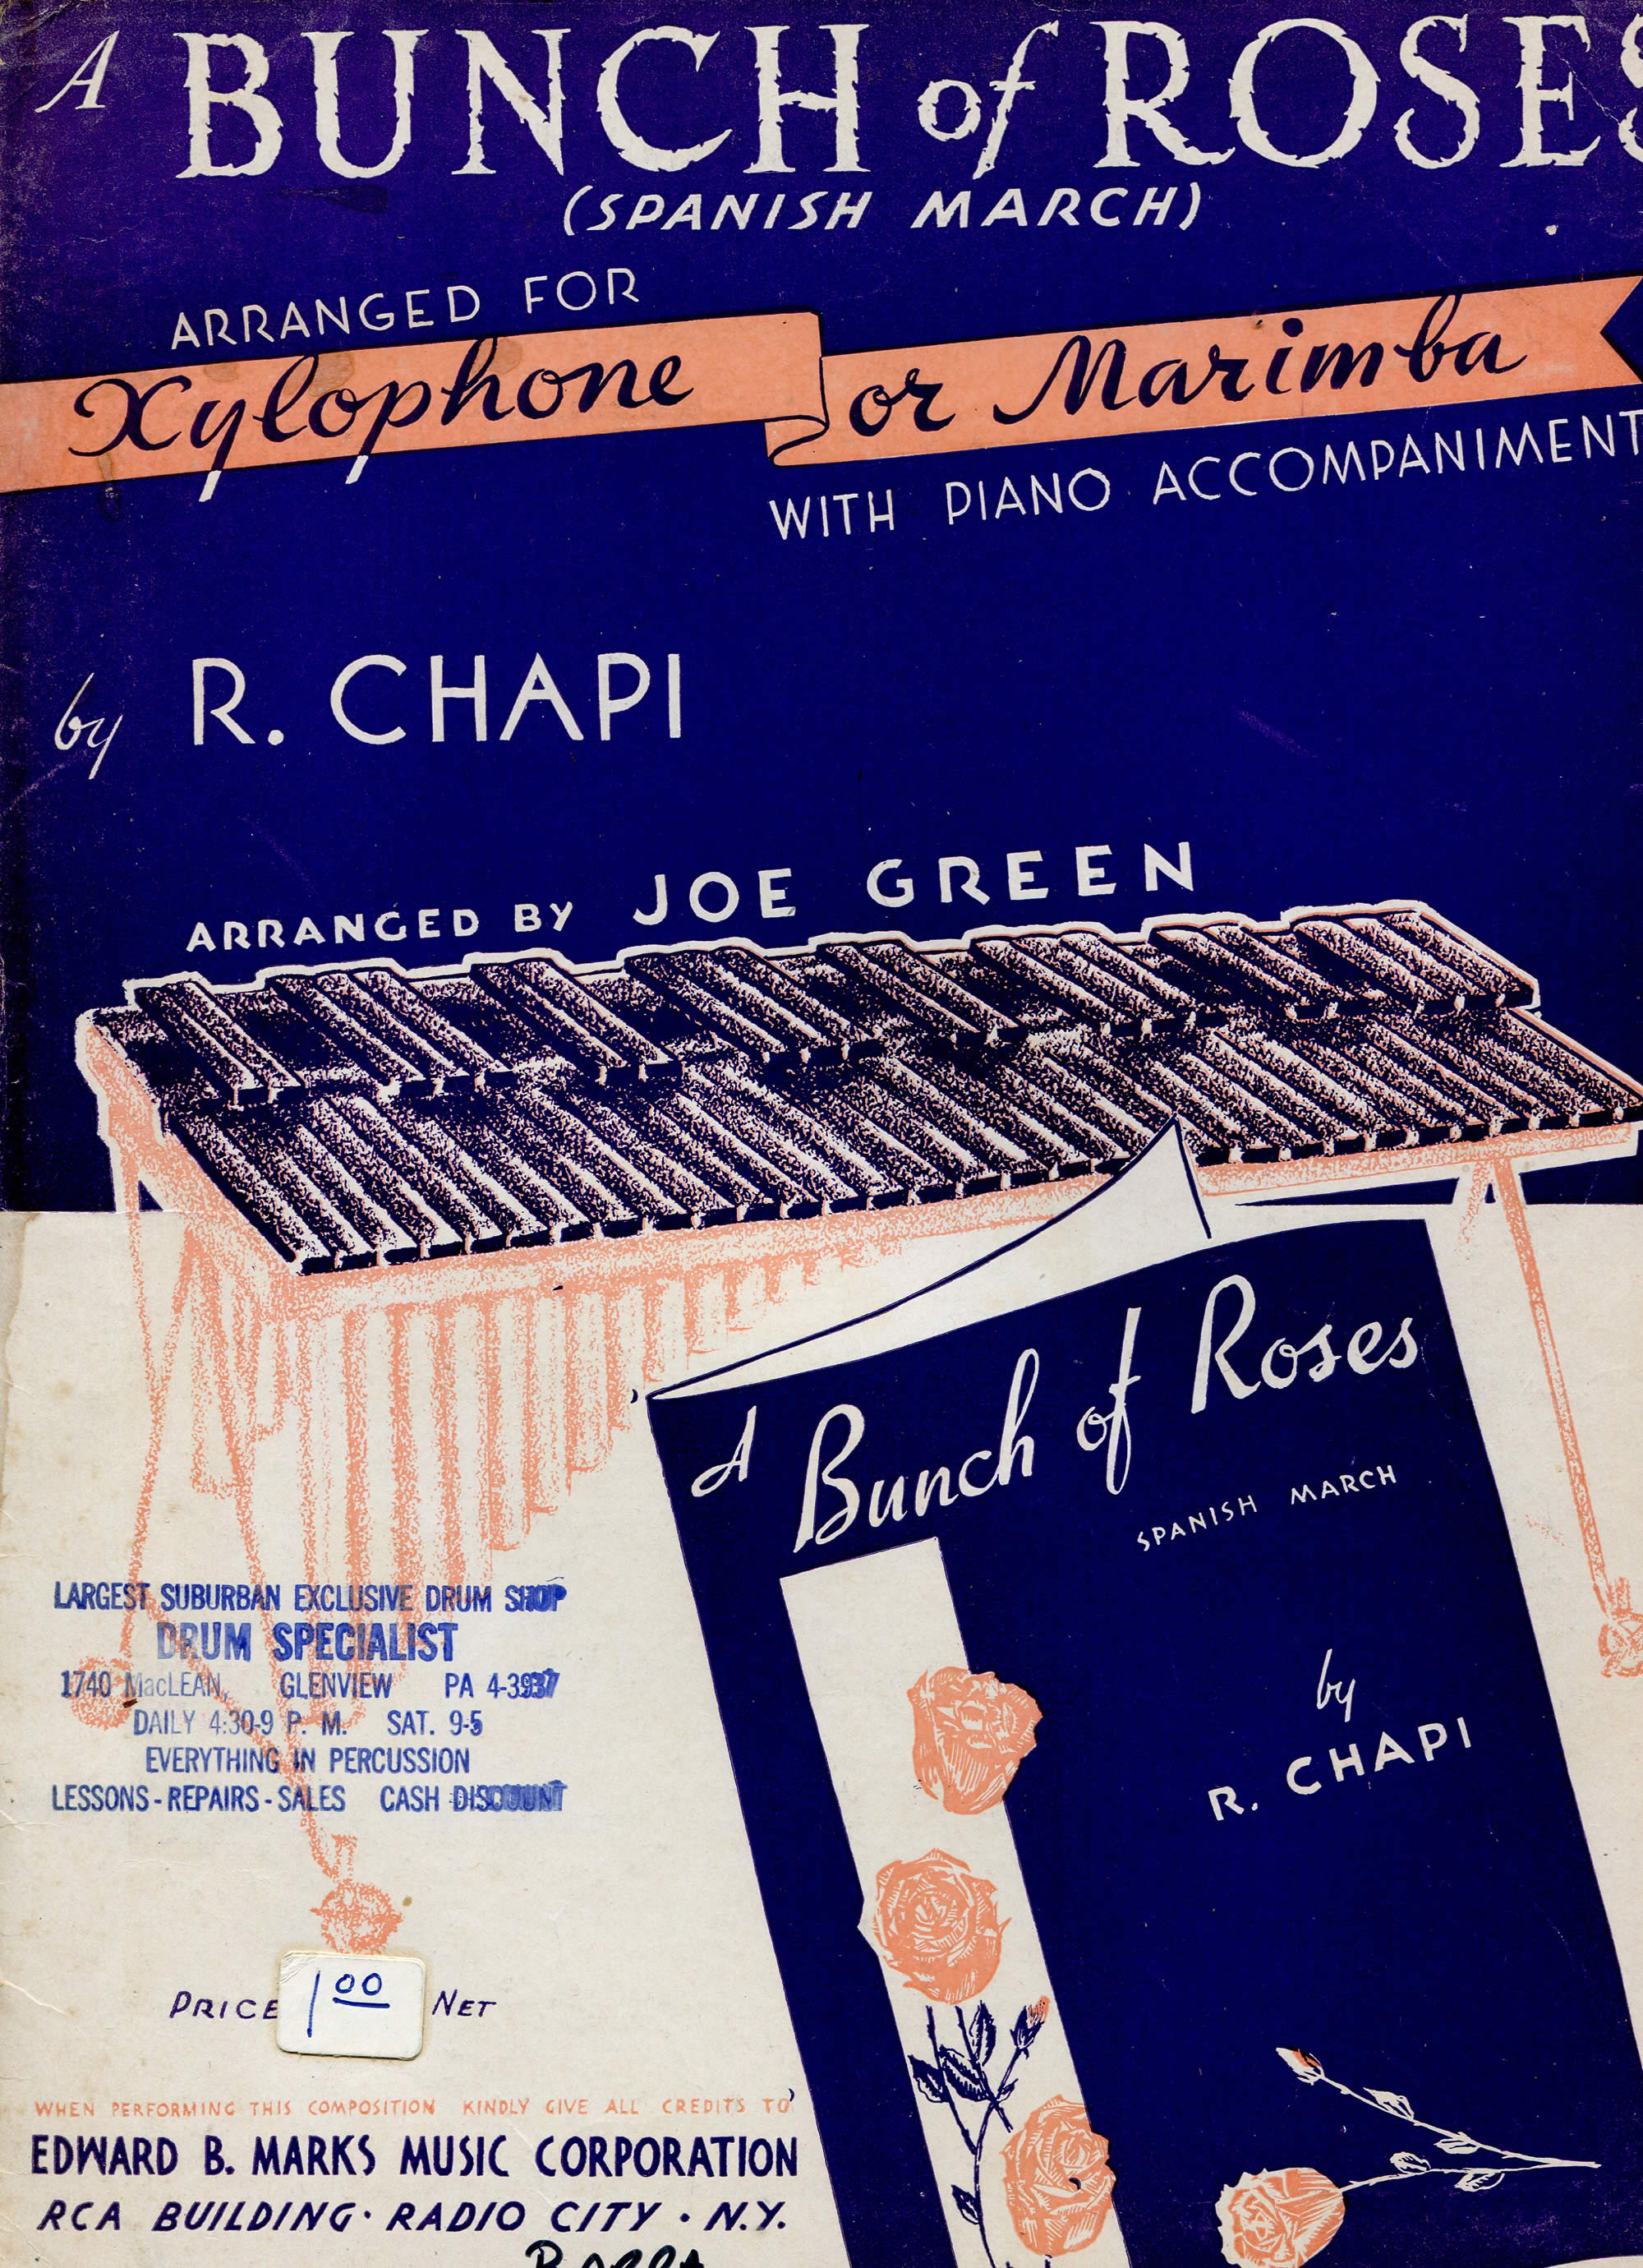 A BUNCH of ROSES
(SPANISH MARCH)
ARRANGED FOR
Xylophone or Marimba
WITH PIANO ACCOMPANIMENT
by R. CHAPI
ARRANGED BY JOE GREEN
A Bunch of Roses
SPANISH MARCH
by
R. CHAPI
LARGEST SUBURBAN EXCLUSIVE DRUM SHOP
DRUM SPECIALIST
1740 MacLEAN, GLENVIEW PA 4-3937
DAILY 4:30-9 P. M. SAT. 9-5
EVERYTHING IN PERCUSSION
LESSONS - REPAIRS - SALES CASH DISCOUNT
PRICE 1 00 NET
WHEN PERFORMING THIS COMPOSITION KINDLY GIVE ALL CREDITS TO
EDWARD B. MARKS MUSIC CORPORATION
RCA BUILDING · RADIO CITY · N.Y.